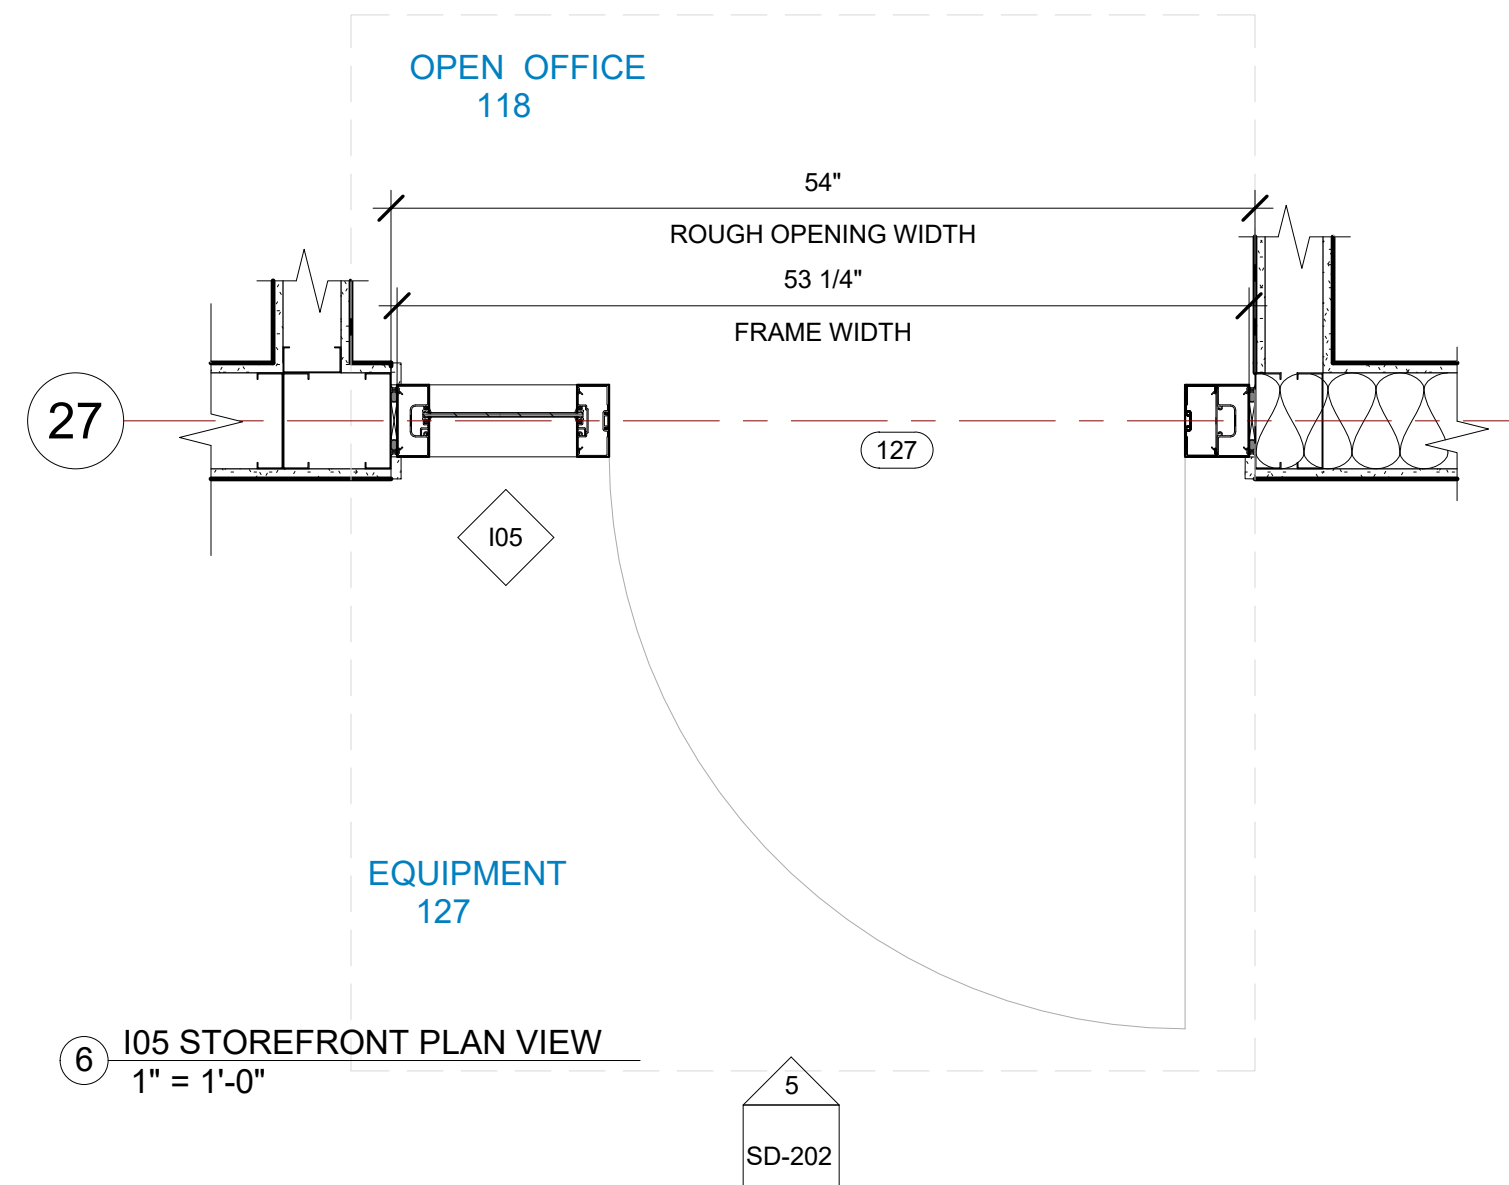 OPEN OFFICE
118
54"
ROUGH OPENING WIDTH
53 1/4"
FRAME WIDTH
27
127
I05
EQUIPMENT
127
6
I05 STOREFRONT PLAN VIEW
1" = 1'-0"
5
SD-202